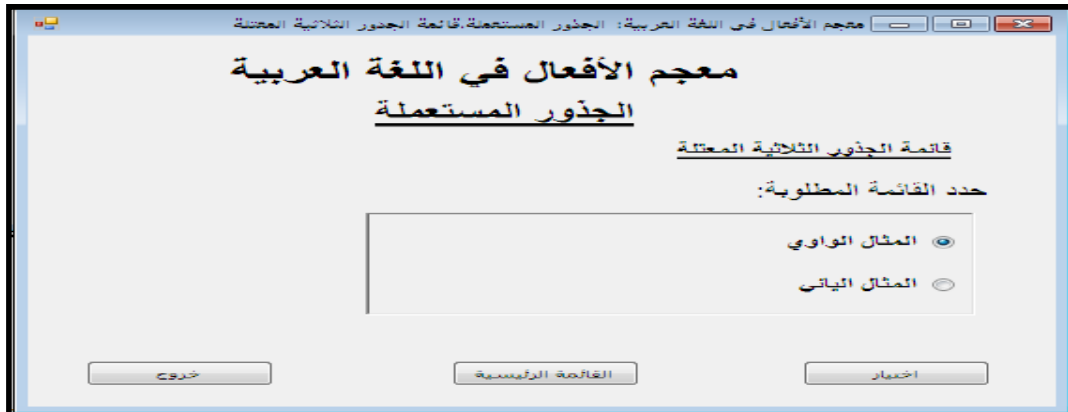 معجم الأفعال في اللغة العربية: الجذور المستعملة.قائمة الجذور الثلاثية المعتلة
معجم الأفعال في اللغة العربية
الجذور المستعملة
قائمة الجذور الثلاثية المعتلة
حدد القائمة المطلوبة:
المثال الواوي
المثال اليائي
اختيار
القائمة الرئيسية
خروج